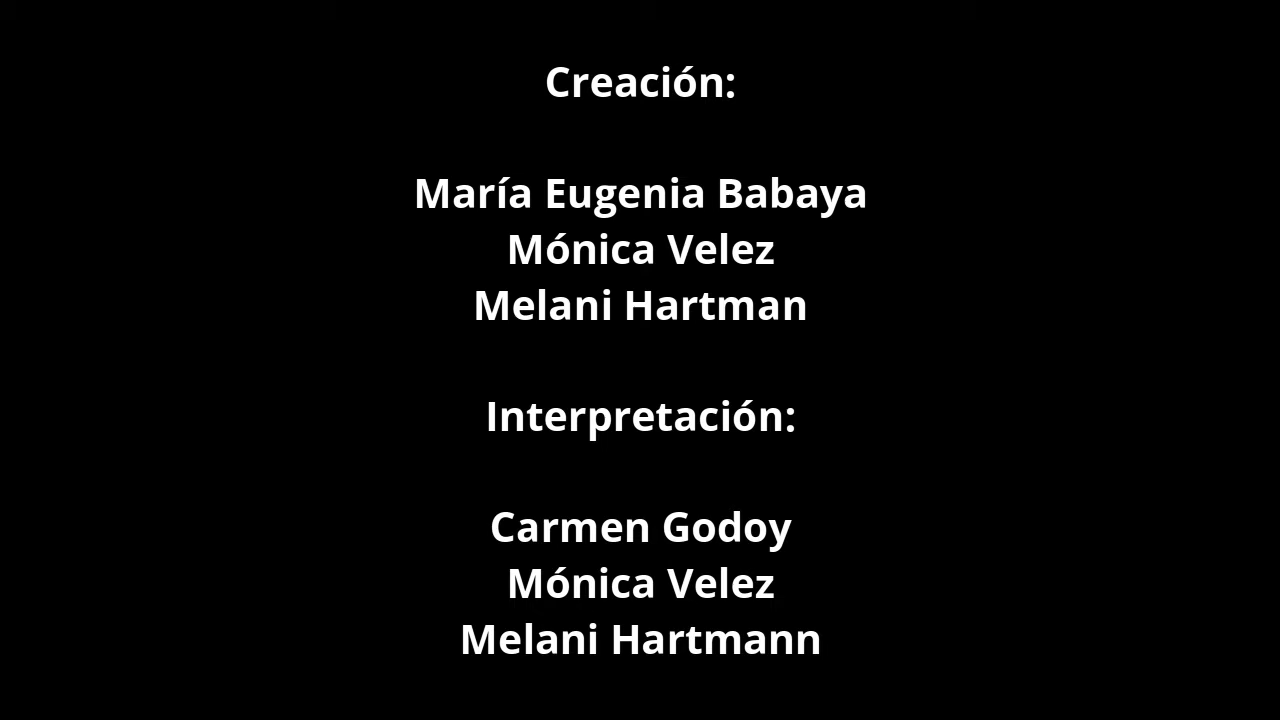 Creación:
María Eugenia Babaya
Mónica Velez
Melani Hartman
Interpretación:
Carmen Godoy
Mónica Velez
Melani Hartmann